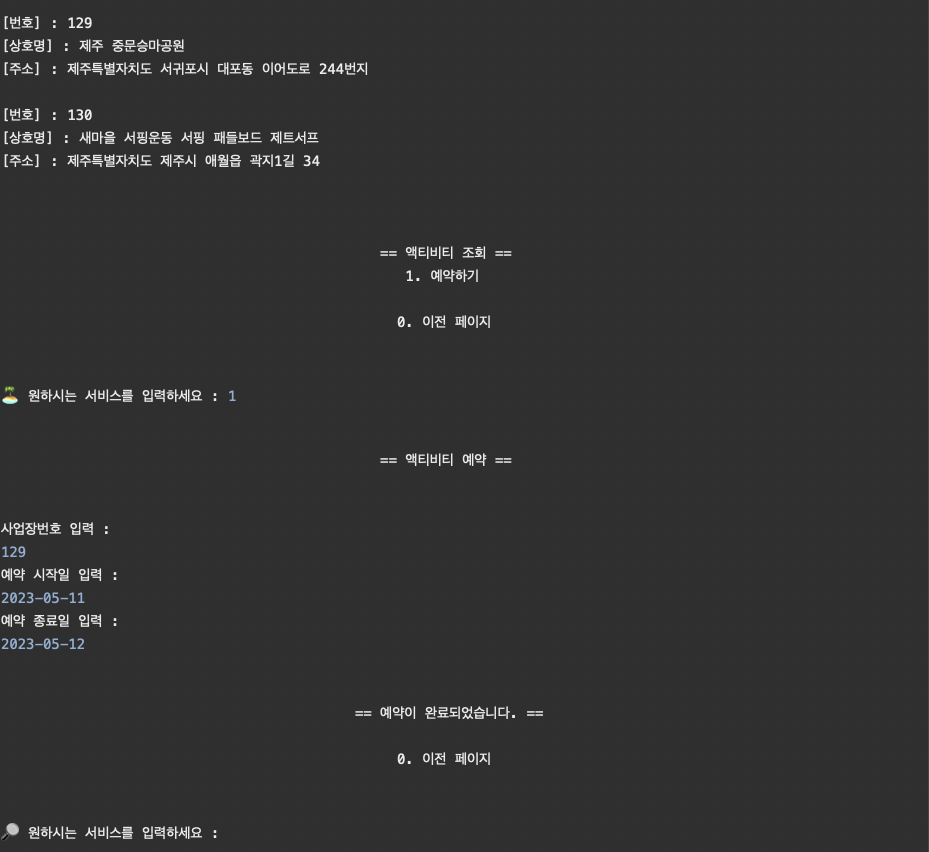 [번호] : 129
[상호명] : 제주 중문승마공원
[주소] : 제주특별자치도 서귀포시 대포동 이어도로 244번지
[번호] : 130
[상호명] : 새마을 서핑운동 서핑 패들보드 제트서프
[주소] : 제주특별자치도 제주시 애월읍 곽지1길 34
== 액티비티 조회 ==
1. 예약하기
0. 이전 페이지
🏝️ 원하시는 서비스를 입력하세요 : 1
== 액티비티 예약 ==
사업장번호 입력 :
129
예약 시작일 입력 :
2023-05-11
예약 종료일 입력 :
2023-05-12
== 예약이 완료되었습니다. ==
0. 이전 페이지
🔎 원하시는 서비스를 입력하세요 :